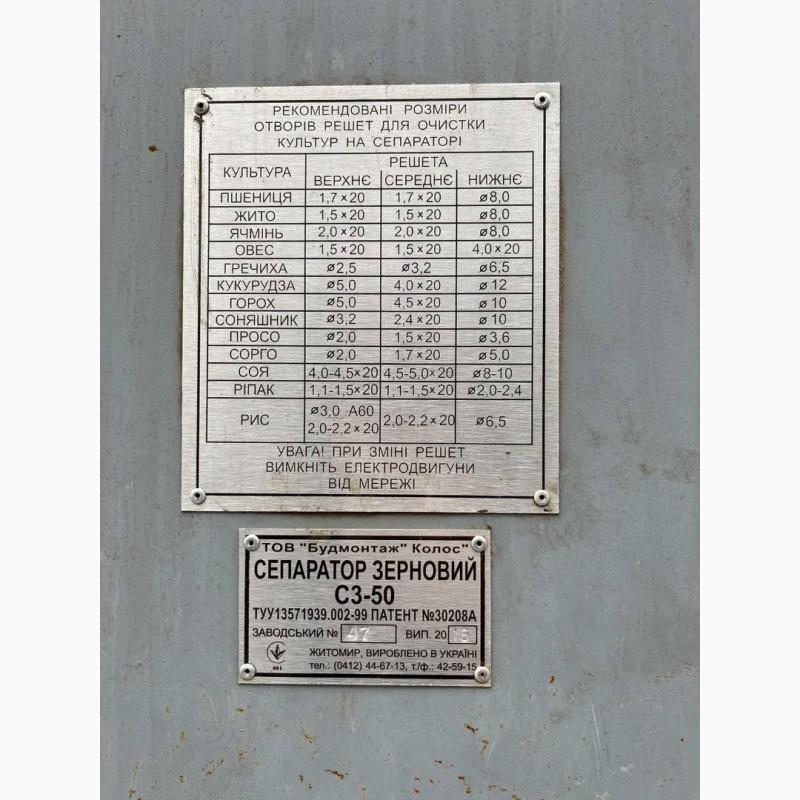 РЕКОМЕНДОВАНІ РОЗМІРИ
ОТВОРІВ РЕШЕТ ДЛЯ ОЧИСТКИ
КУЛЬТУР НА СЕПАРАТОРІ
КУЛЬТУРА РЕШЕТА
ВЕРХНЄ СЕРЕДНЄ НИЖНЄ
ПШЕНИЦЯ 1,7×20 1,7×20 ⌀8,0
ЖИТО 1,5×20 1,5×20 ⌀8,0
ЯЧМІНЬ 2,0×20 2,0×20 ⌀8,0
ОВЕС 1,5×20 1,5×20 4,0×20
ГРЕЧИХА ⌀2,5 ⌀3,2 ⌀6,5
КУКУРУДЗА ⌀5,0 4,0×20 ⌀12
ГОРОХ ⌀5,0 4,5×20 ⌀10
СОНЯШНИК ⌀3,2 2,4×20 ⌀10
ПРОСО ⌀2,0 1,5×20 ⌀3,6
СОРГО ⌀2,0 1,7×20 ⌀5,0
СОЯ 4,0-4,5×20 4,5-5,0×20 ⌀8-10
РІПАК 1,1-1,5×20 1,1-1,5×20 ⌀2,0-2,4
РИС ⌀3,0 А60 2,0-2,2×20 2,0-2,2×20 ⌀6,5
УВАГА! ПРИ ЗМІНІ РЕШЕТ
ВИМКНІТЬ ЕЛЕКТРОДВИГУНИ
ВІД МЕРЕЖІ
ТОВ "Будмонтаж" Колос"
СЕПАРАТОР ЗЕРНОВИЙ
СЗ-50
ТУУ13571939.002-99 ПАТЕНТ №30208А
ЗАВОДСЬКИЙ № 47 ВИП. 20
ЖИТОМИР, ВИРОБЛЕНО В УКРАЇНІ
001 тел.: (0412) 44-67-13, т./ф.: 42-59-15